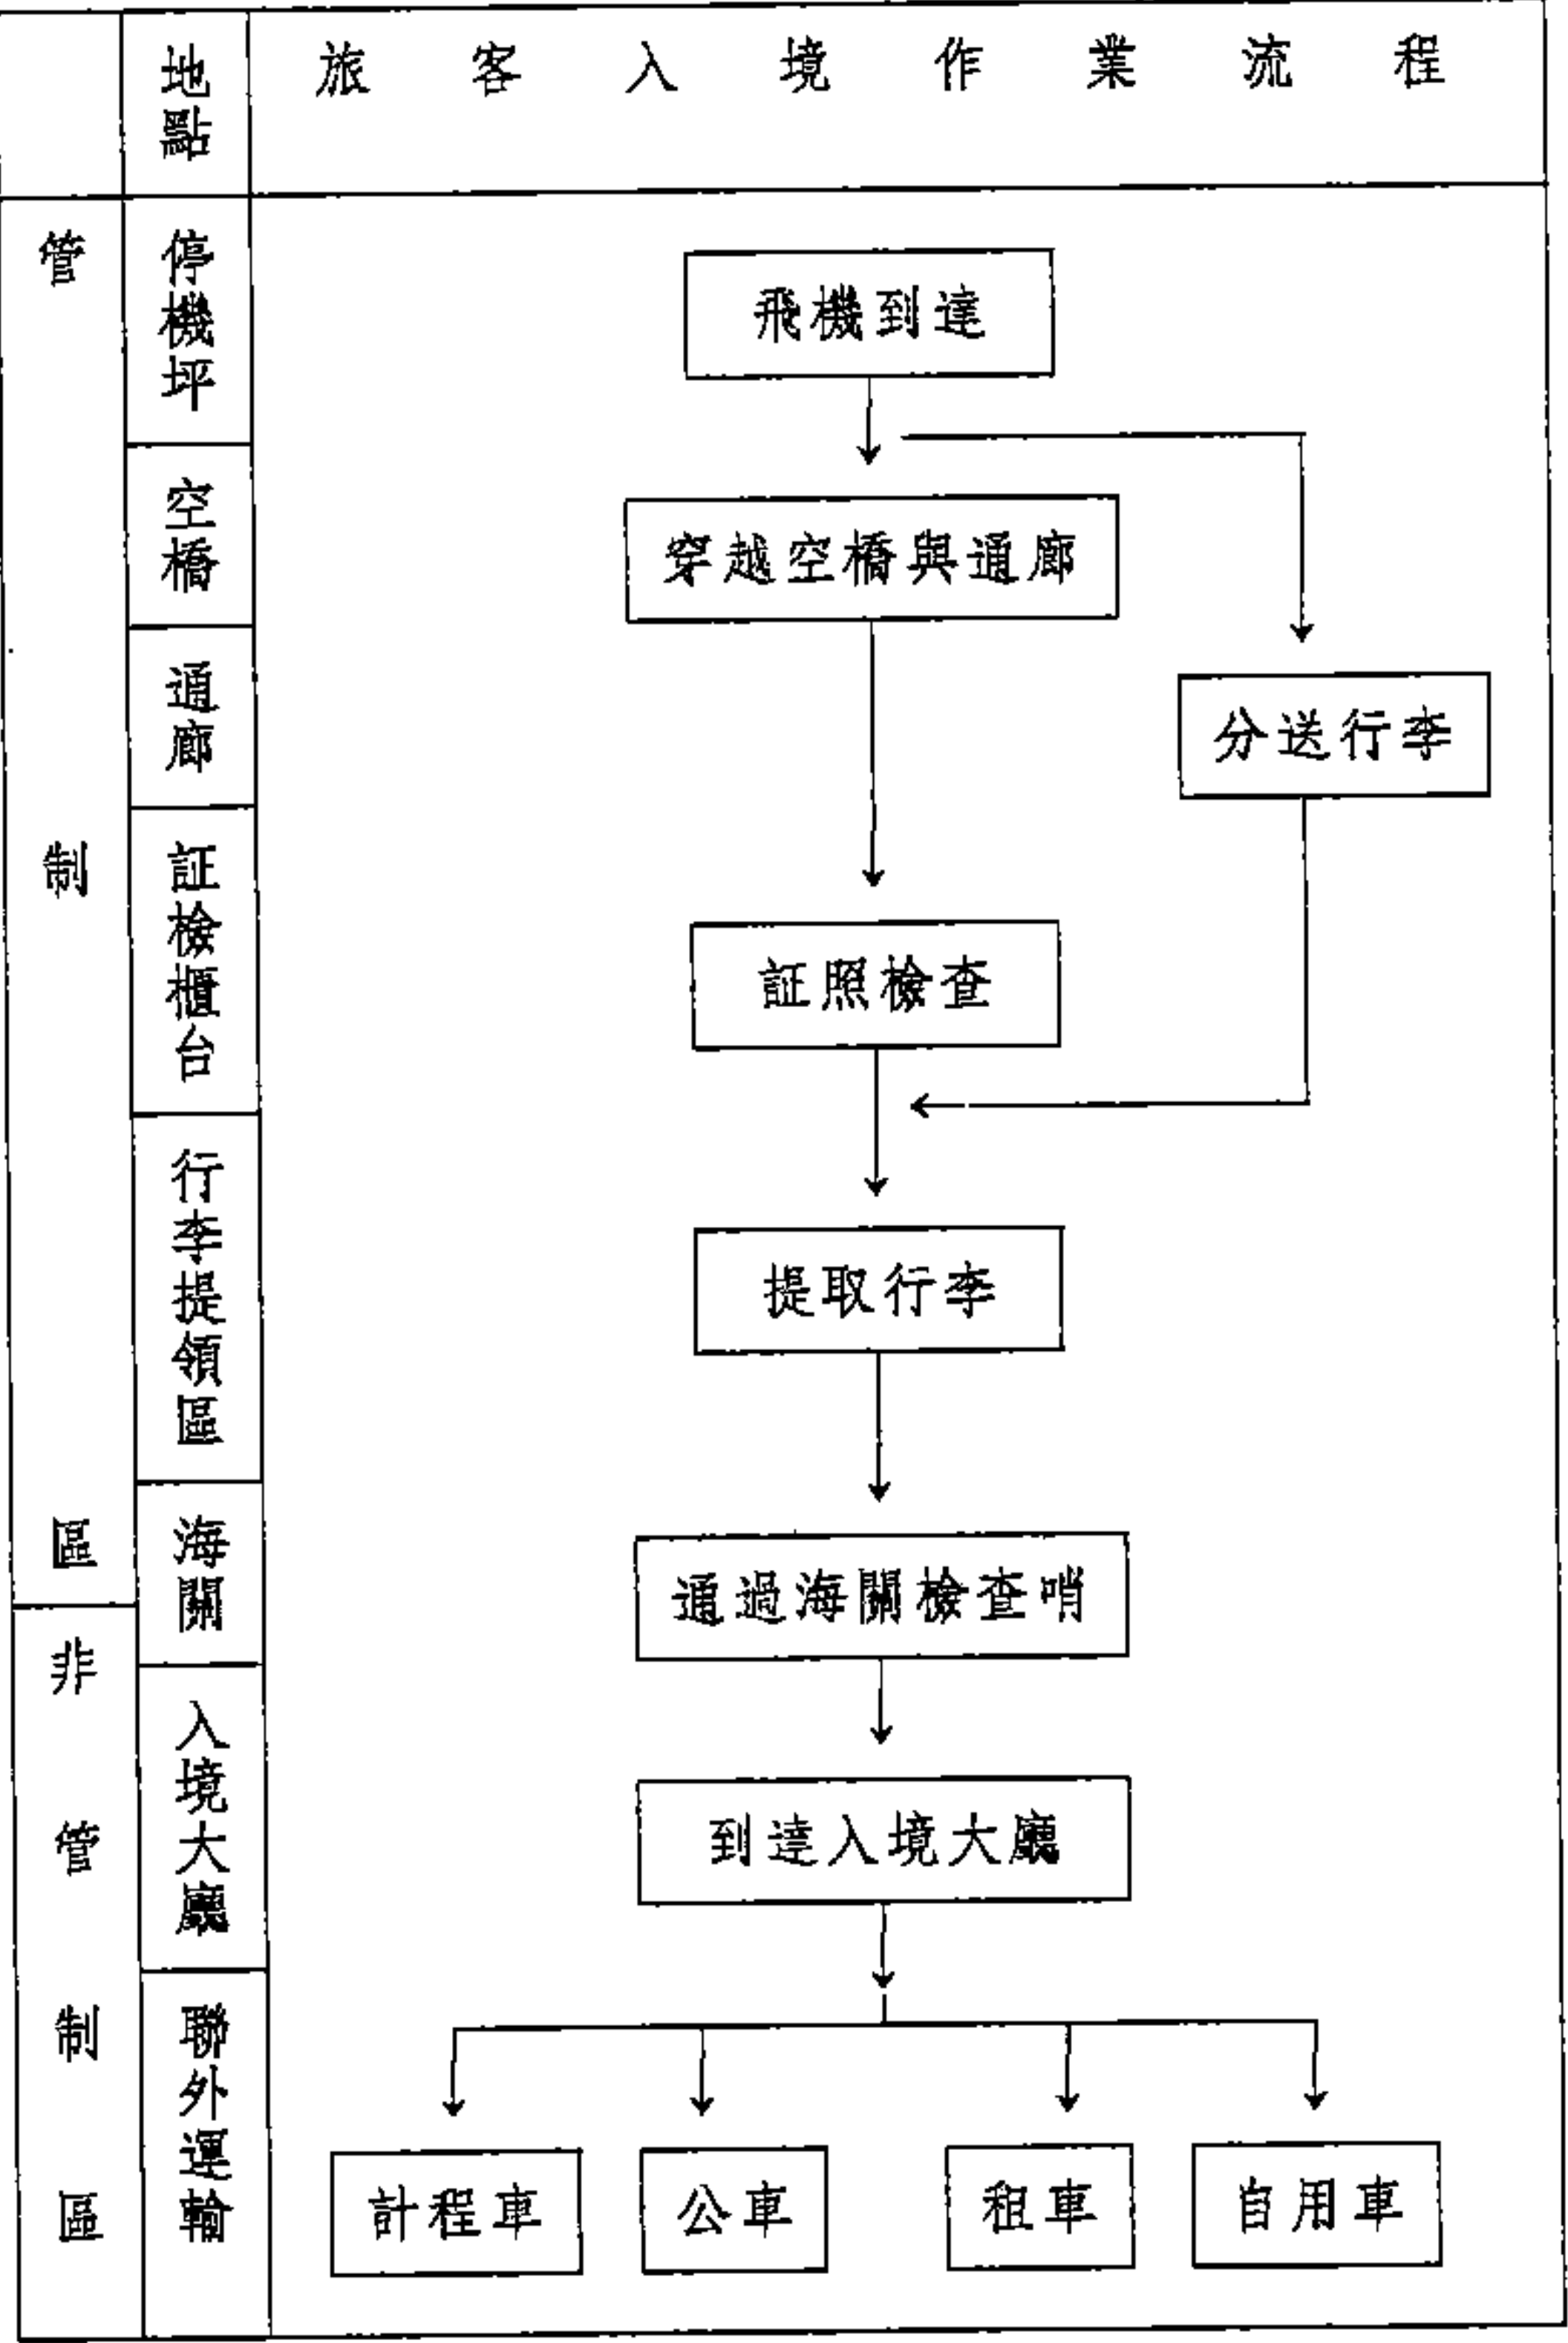 地點
旅客入境作業流程
管制區
非管制區
停機坪
空橋
通廊
証檢櫃台
行李提領區
海關
入境大廳
聯外運輸
飛機到達
穿越空橋與通廊
分送行李
証照檢查
提取行李
通過海關檢查哨
到達入境大廳
計程車
公車
租車
自用車